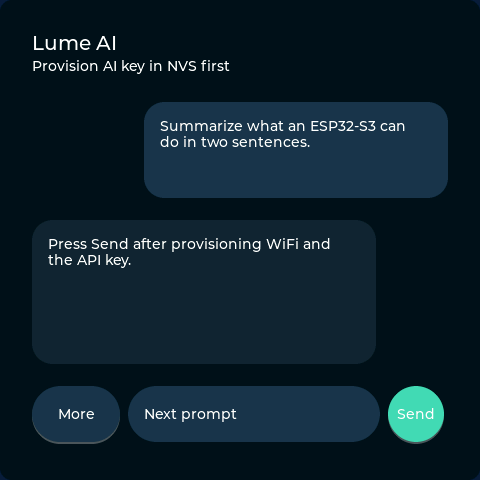 Lume AI
Provision AI key in NVS first
Summarize what an ESP32-S3 can
do in two sentences.
Press Send after provisioning WiFi and
the API key.
More
Next prompt
Send